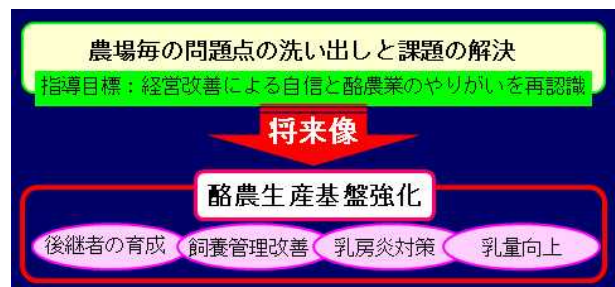 農場毎の問題点の洗い出しと課題の解決
指導目標：経営改善による自信と酪農業のやりがいを再認識
将来像
酪農生産基盤強化
後継者の育成 飼養管理改善 乳房炎対策 乳量向上